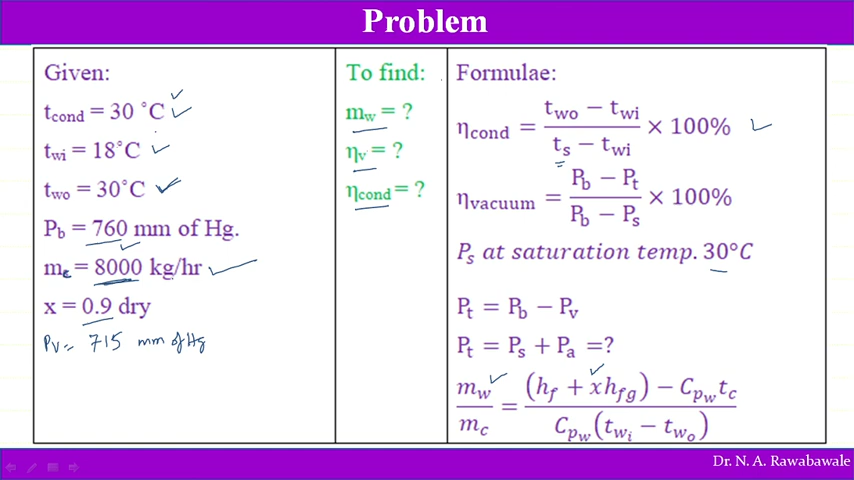 Problem
Given:
t_cond = 30 °C
t_wi = 18°C
t_wo = 30°C
P_b = 760 mm of Hg.
m_c = 8000 kg/hr
x = 0.9 dry
Pv = 715 mm of Hg
To find:
m_w = ?
η_v = ?
η_cond = ?
Formulae:
η_cond = (t_wo − t_wi) / (t_s − t_wi) × 100%
η_vacuum = (P_b − P_t) / (P_b − P_s) × 100%
P_s at saturation temp. 30°C
P_t = P_b − P_v
P_t = P_s + P_a =?
m_w / m_c = ((h_f + x h_fg) − C_pw t_c) / (C_pw (t_wi − t_wo))
Dr. N. A. Rawabawale